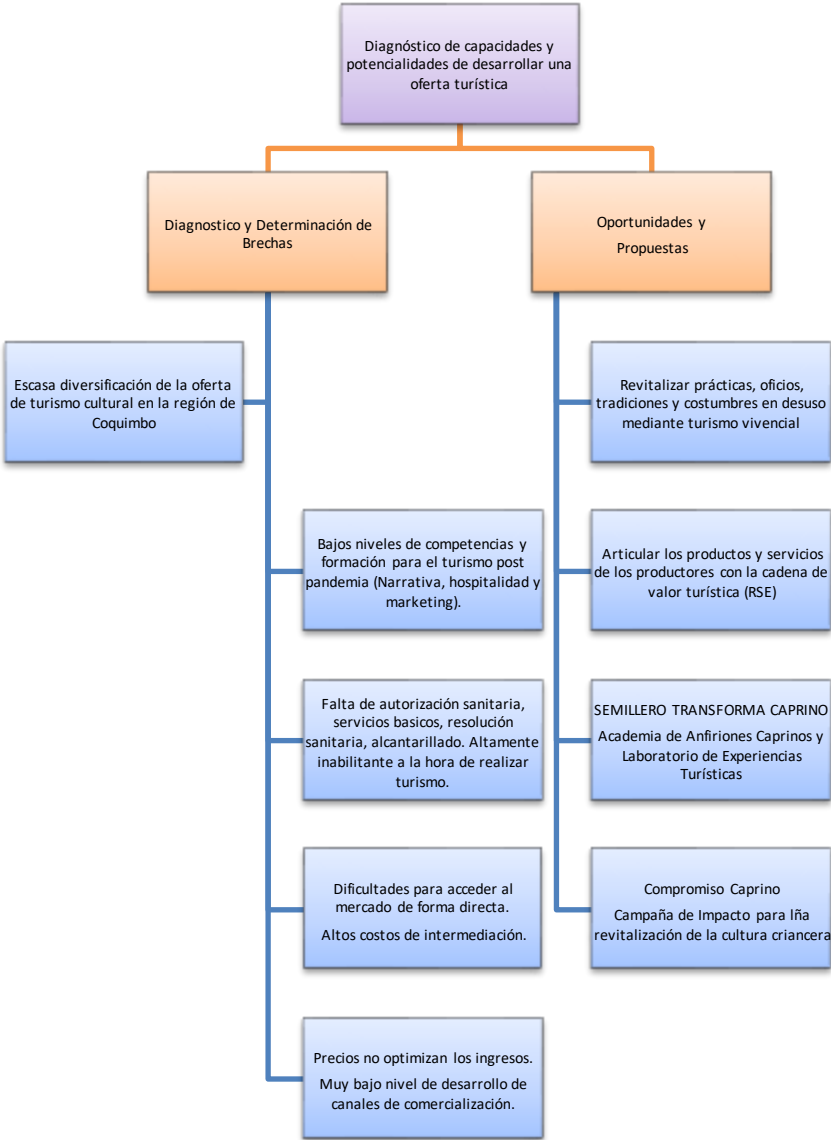 Diagnóstico de capacidades y
potencialidades de desarrollar una
oferta turística
Diagnostico y Determinación de
Brechas
Oportunidades y
Propuestas
Escasa diversificación de la oferta
de turismo cultural en la región de
Coquimbo
Revitalizar prácticas, oficios,
tradiciones y costumbres en desuso
mediante turismo vivencial
Bajos niveles de competencias y
formación para el turismo post
pandemia (Narrativa, hospitalidad y
marketing).
Articular los productos y servicios
de los productores con la cadena de
valor turística (RSE)
Falta de autorización sanitaria,
servicios basicos, resolución
sanitaria, alcantarillado. Altamente
inabilitante a la hora de realizar
turismo.
SEMILLERO TRANSFORMA CAPRINO
Academia de Anfiriones Caprinos y
Laboratorio de Experiencias
Turísticas
Dificultades para acceder al
mercado de forma directa.
Altos costos de intermediación.
Compromiso Caprino
Campaña de Impacto para lña
revitalización de la cultura criancera
Precios no optimizan los ingresos.
Muy bajo nivel de desarrollo de
canales de comercialización.